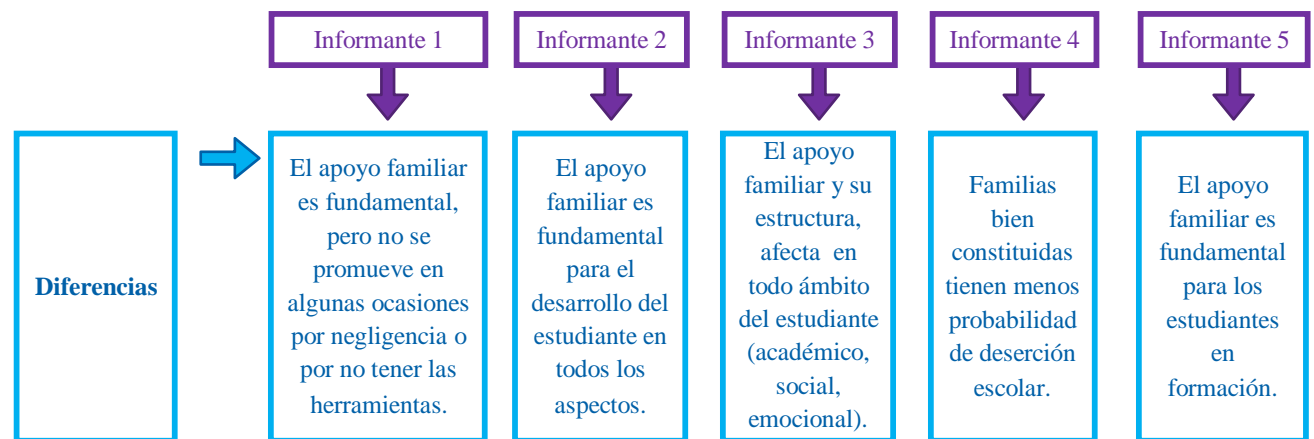 Informante 1
Informante 2
Informante 3
Informante 4
Informante 5
Diferencias
El apoyo familiar
es fundamental,
pero no se
promueve en
algunas ocasiones
por negligencia o
por no tener las
herramientas.
El apoyo
familiar es
fundamental
para el
desarrollo del
estudiante en
todos los
aspectos.
El apoyo
familiar y su
estructura,
afecta en
todo ámbito
del estudiante
(académico,
social,
emocional).
Familias
bien
constituidas
tienen menos
probabilidad
de deserción
escolar.
El apoyo
familiar es
fundamental
para los
estudiantes
en
formación.